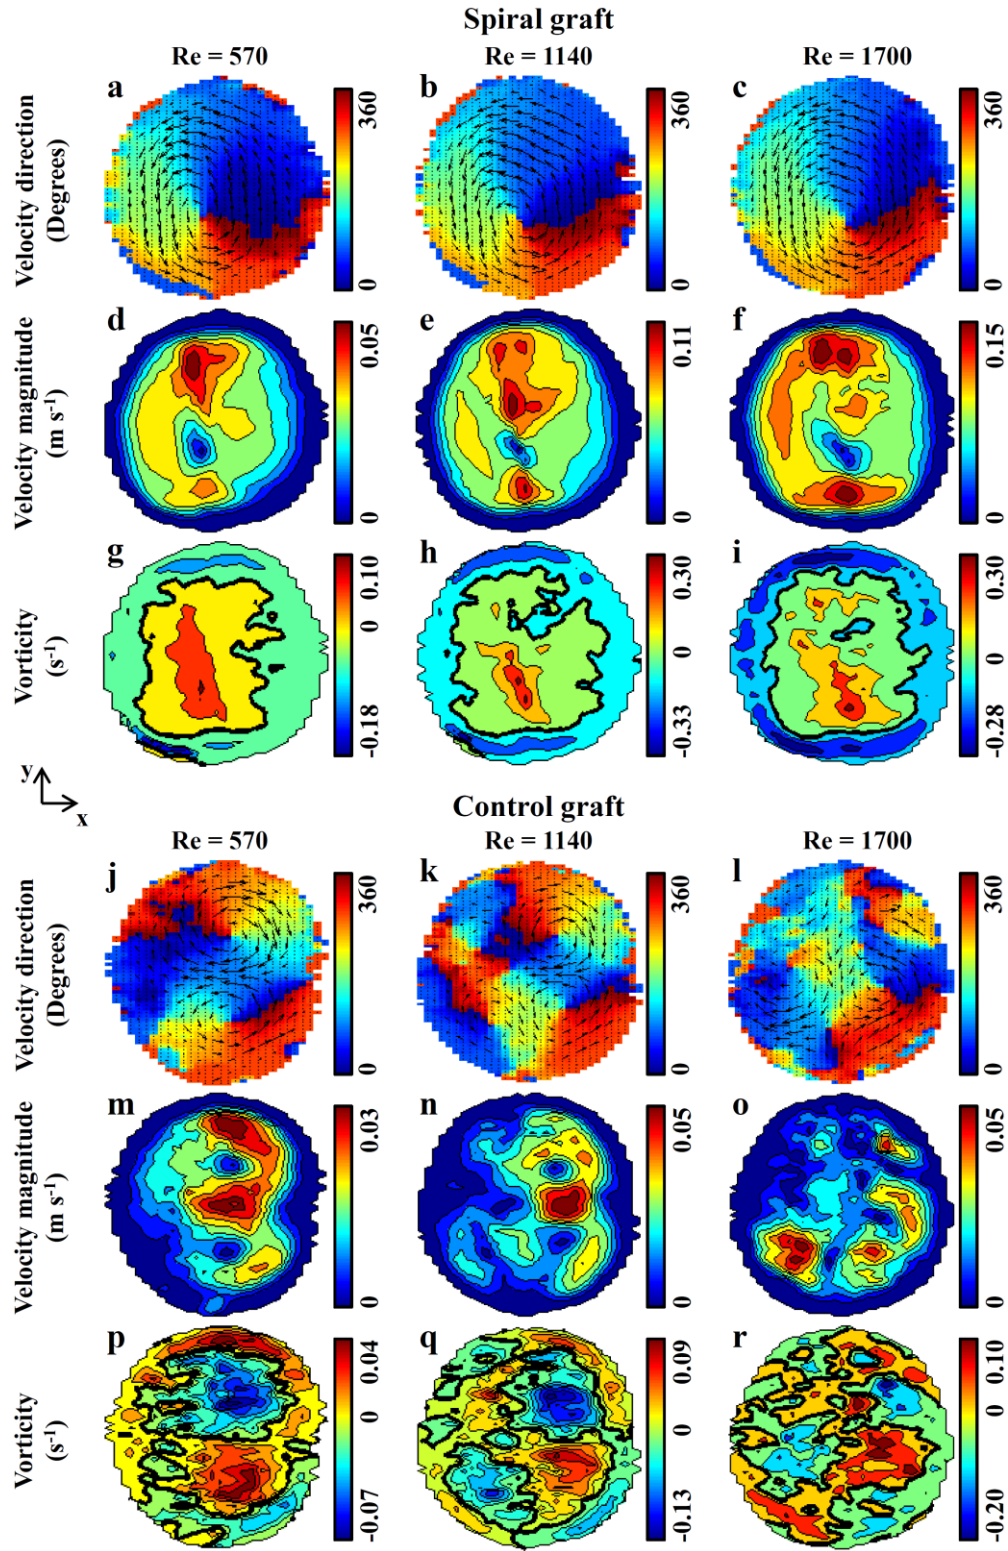 Spiral graft
Re = 570 Re = 1140 Re = 1700
Velocity direction
(Degrees)
a 360 0 b 360 0 c 360 0
Velocity magnitude
(m s-1)
d 0.05 0 e 0.11 0 f 0.15 0
Vorticity
(s-1)
g 0.10 0 -0.18 h 0.30 0 -0.33 i 0.30 0 -0.28
y
x
Control graft
Re = 570 Re = 1140 Re = 1700
Velocity direction
(Degrees)
j 360 0 k 360 0 l 360 0
Velocity magnitude
(m s-1)
m 0.03 0 n 0.05 0 o 0.05 0
Vorticity
(s-1)
p 0.04 0 -0.07 q 0.09 0 -0.13 r 0.10 0 -0.20